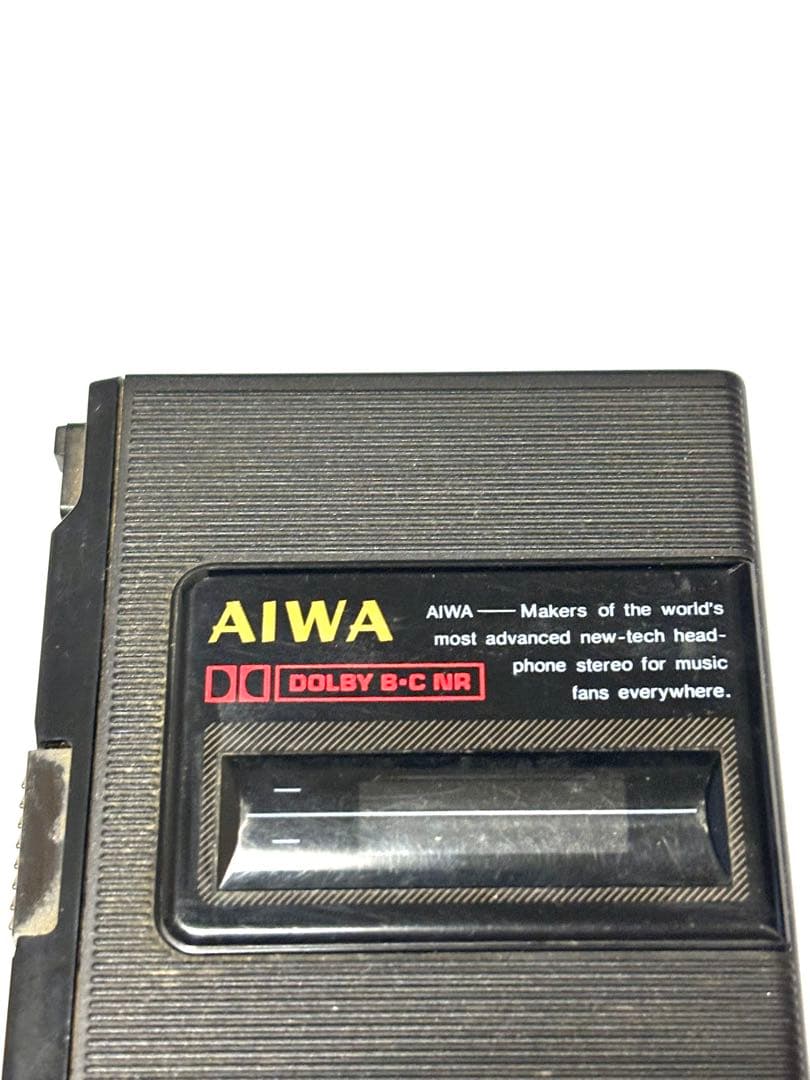 AIWA
DOLBY B•C NR
AIWA — Makers of the world's
most advanced new-tech head-
phone stereo for music
fans everywhere.